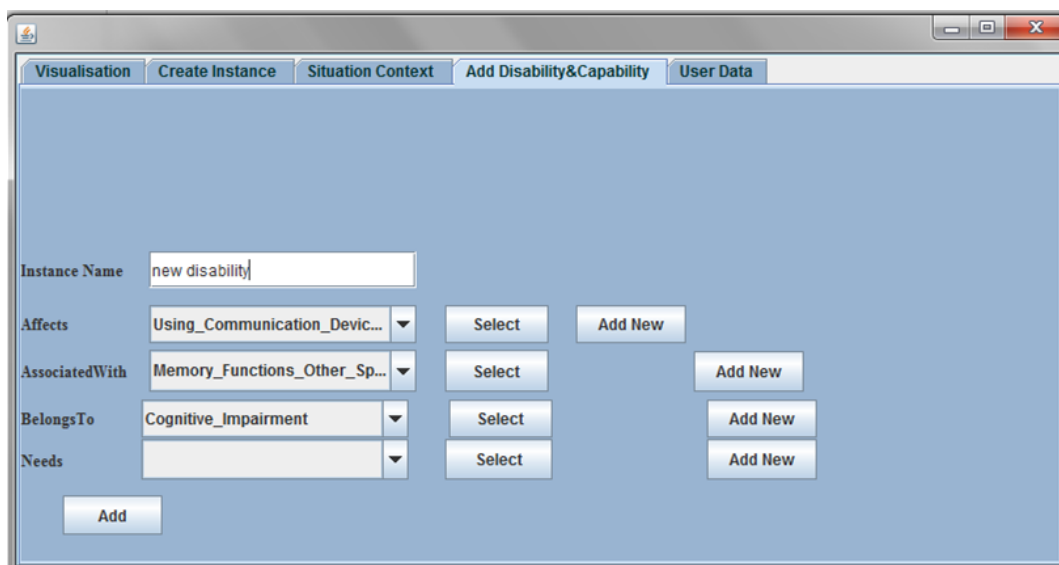 Visualisation Create Instance Situation Context Add Disability&Capability User Data
Instance Name new disability
Affects Using_Communication_Devic... Select Add New
AssociatedWith Memory_Functions_Other_Sp... Select Add New
BelongsTo Cognitive_Impairment Select Add New
Needs Select Add New
Add